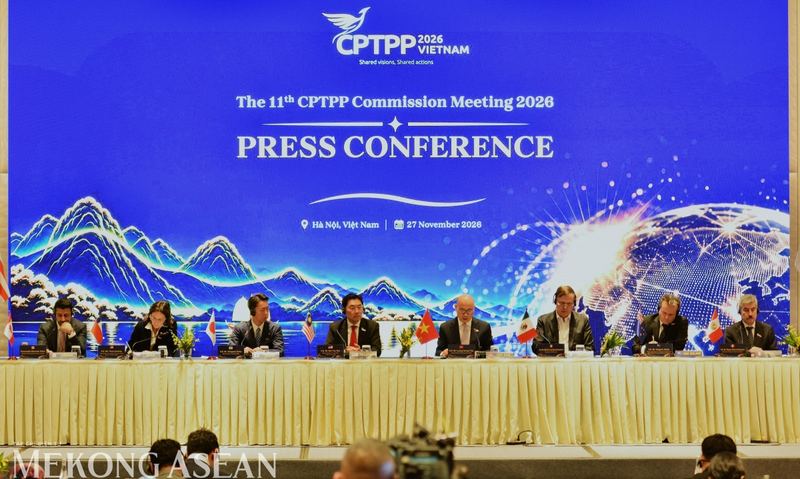 CPTPP 2026 VIETNAM
Shared visions, Shared actions
The 11th CPTPP Commission Meeting 2026
PRESS CONFERENCE
Hà Nội, Việt Nam | 27 November 2026
MEKONG ASEAN